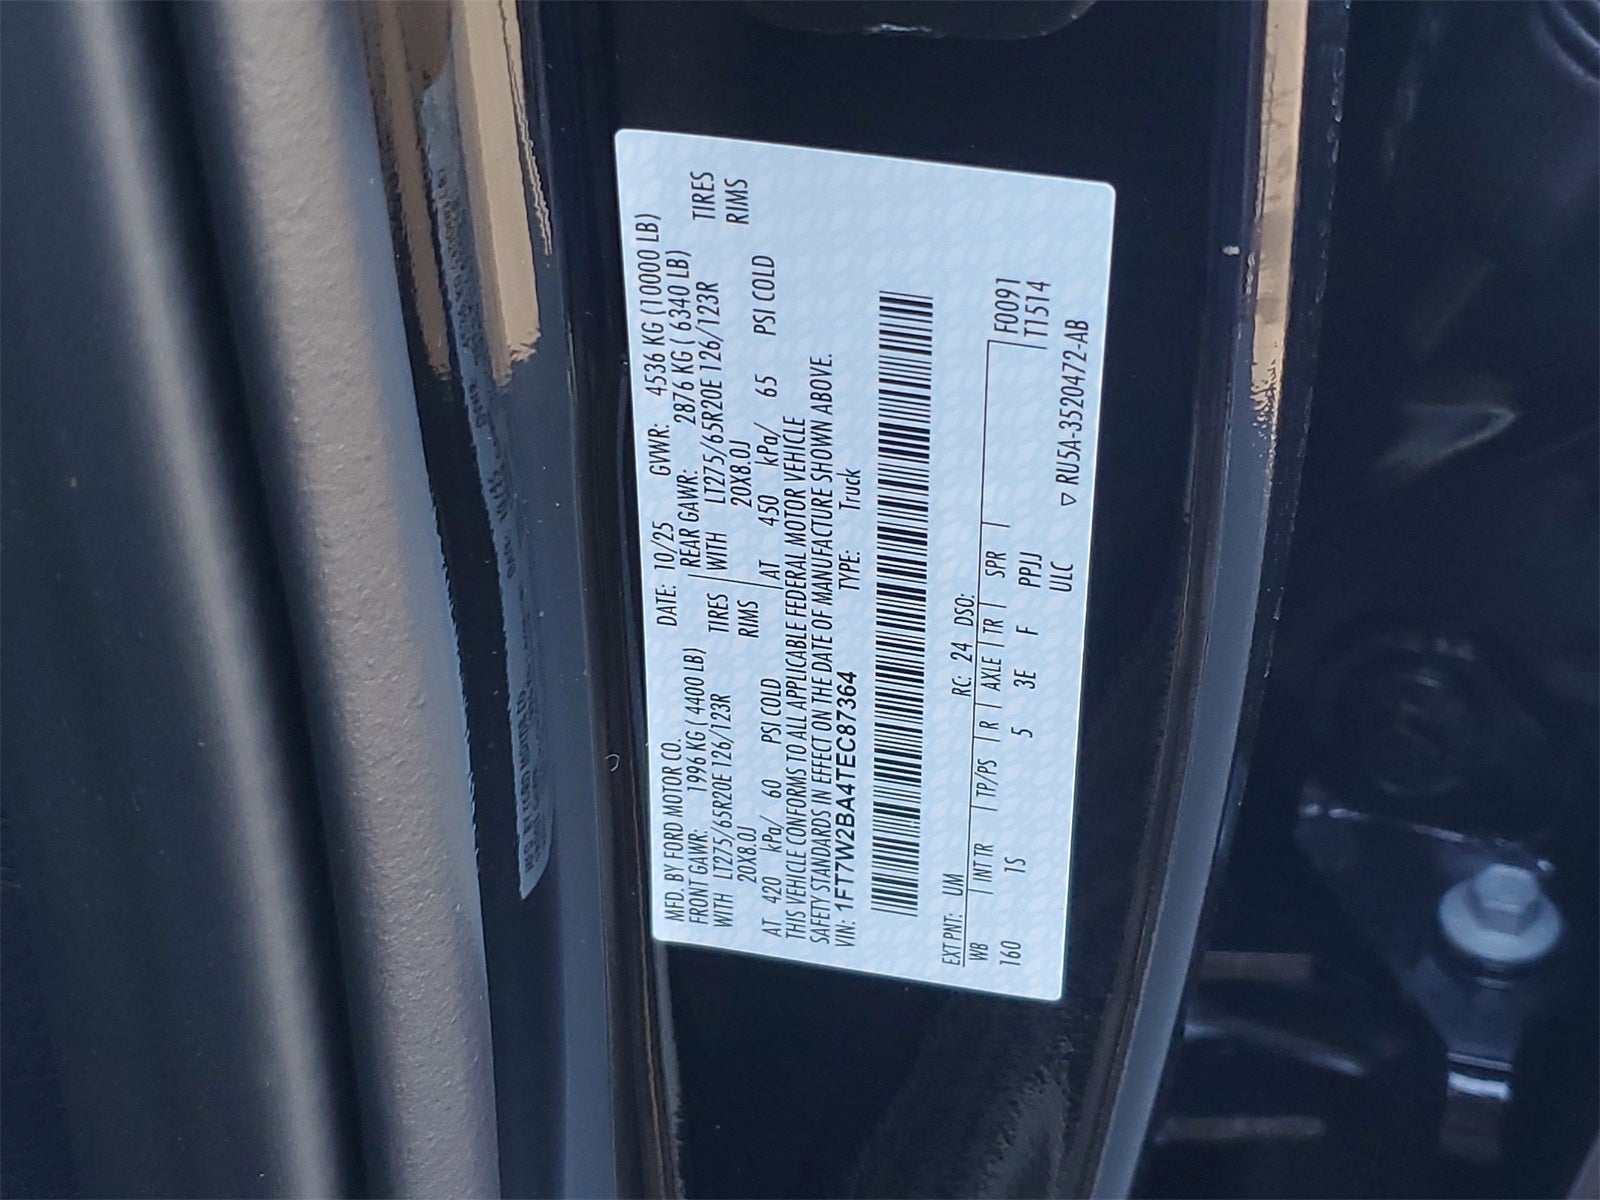 MFD. BY FORD MOTOR CO.
DATE: 10/25 GVWR: 4536 KG (10000 LB)
FRONT GAWR: 1996 KG ( 4400 LB) REAR GAWR: 2876 KG ( 6340 LB)
WITH LT275/65R20E 126/123R TIRES WITH LT275/65R20E 126/123R TIRES
20X8.0J RIMS 20X8.0J RIMS
AT 420 kPa/ 60 PSI COLD AT 450 kPa/ 65 PSI COLD
THIS VEHICLE CONFORMS TO ALL APPLICABLE FEDERAL MOTOR VEHICLE
SAFETY STANDARDS IN EFFECT ON THE DATE OF MANUFACTURE SHOWN ABOVE.
VIN: 1FT7W2BA4TEC87364 TYPE: Truck
EXT PNT: UM RC: 24 DSO:
WB INT TR TP/PS R AXLE TR SPR F0091
160 1S 5 3E F PPJJ T1514
ULC
▽ RU5A-3520472-AB